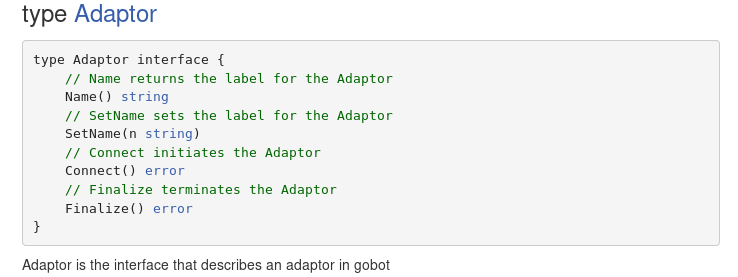 type Adaptor
type Adaptor interface {
    // Name returns the label for the Adaptor
    Name() string
    // SetName sets the label for the Adaptor
    SetName(n string)
    // Connect initiates the Adaptor
    Connect() error
    // Finalize terminates the Adaptor
    Finalize() error
}
Adaptor is the interface that describes an adaptor in gobot